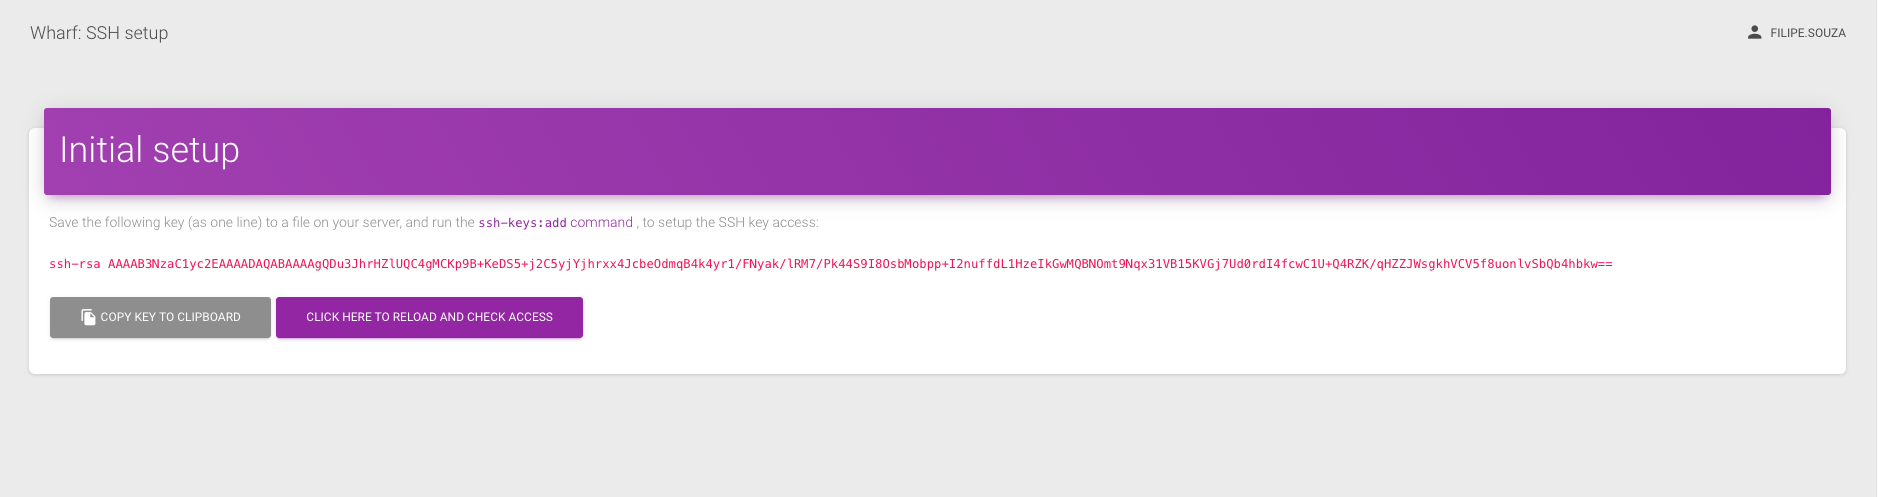 Wharf: SSH setup
FILIPE.SOUZA
Initial setup
Save the following key (as one line) to a file on your server, and run the ssh-keys:add command , to setup the SSH key access:
ssh-rsa AAAAB3NzaC1yc2EAAAADAQABAAAAgQDu3JhrHZlUQC4gMCKp9B+KeDS5+j2C5yjYjhrxx4JcbeOdmqB4k4yr1/FNyak/lRM7/Pk44S9I8OsbMobpp+I2nuffdL1HzeIkGwMQBNOmt9Nqx31VB15KVGj7Ud0rdI4fcwC1U+Q4RZK/qHZZJWsgkhVCV5f8uonlvSbQb4hbkw==
COPY KEY TO CLIPBOARD
CLICK HERE TO RELOAD AND CHECK ACCESS